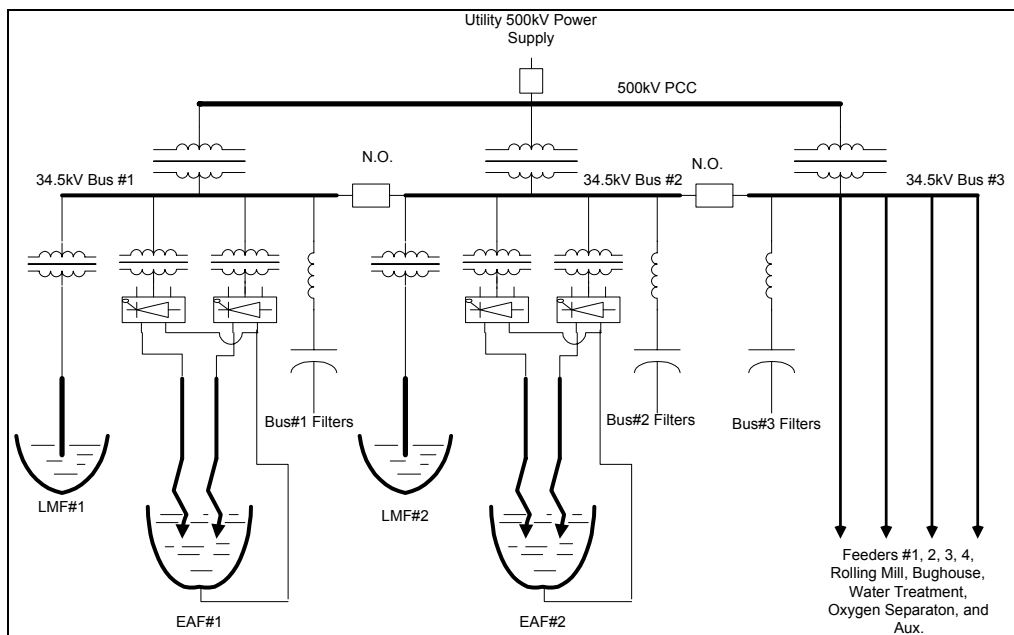 Utility 500kV Power
Supply
500kV PCC
N.O.
N.O.
34.5kV Bus #1
34.5kV Bus #2
34.5kV Bus #3
Bus#1 Filters
Bus#2 Filters
Bus#3 Filters
LMF#1
LMF#2
EAF#1
EAF#2
Feeders #1, 2, 3, 4,
Rolling Mill, Bughouse,
Water Treatment,
Oxygen Separaton, and
Aux.